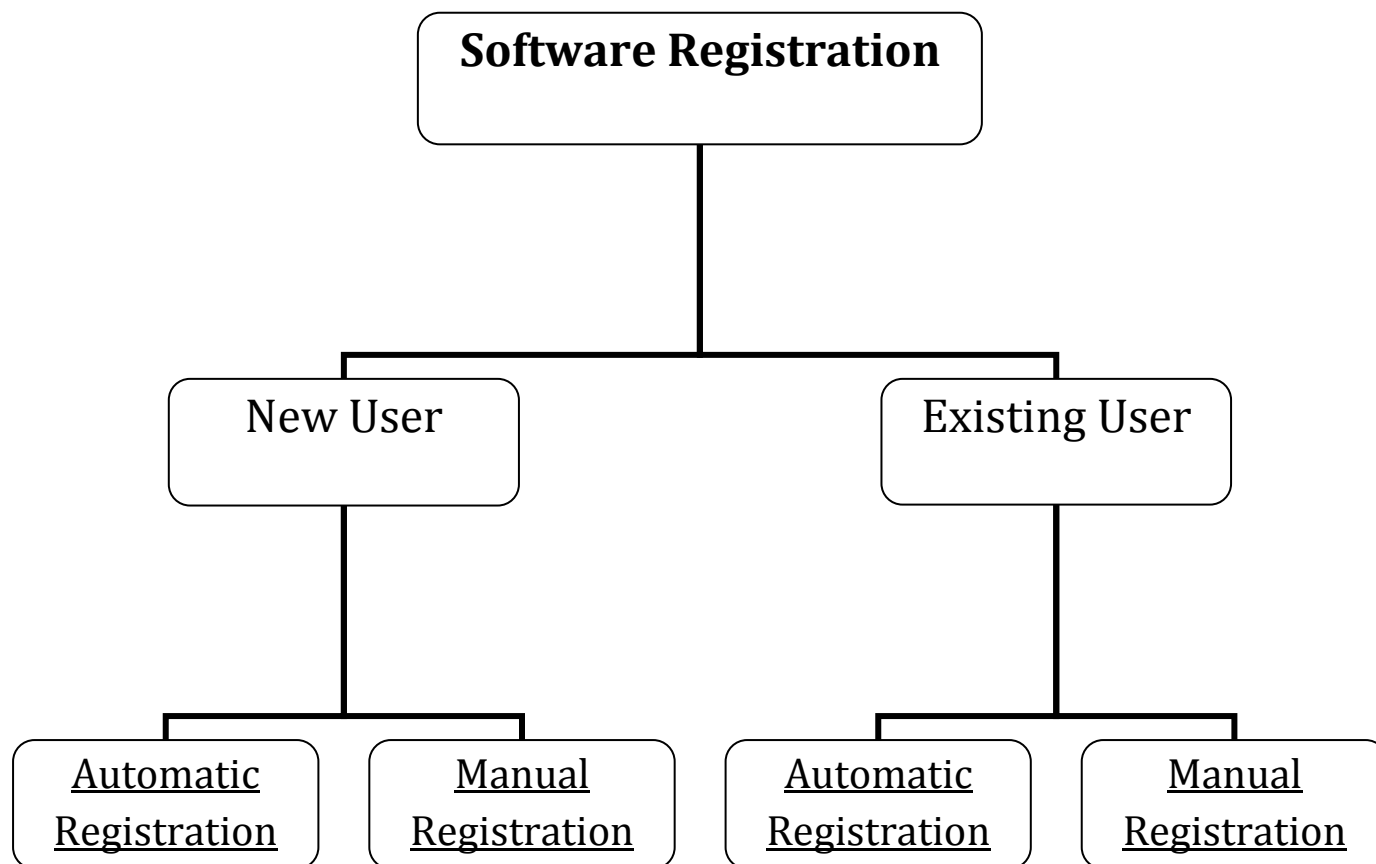 Software Registration
New User
Existing User
Automatic
Registration
Manual
Registration
Automatic
Registration
Manual
Registration